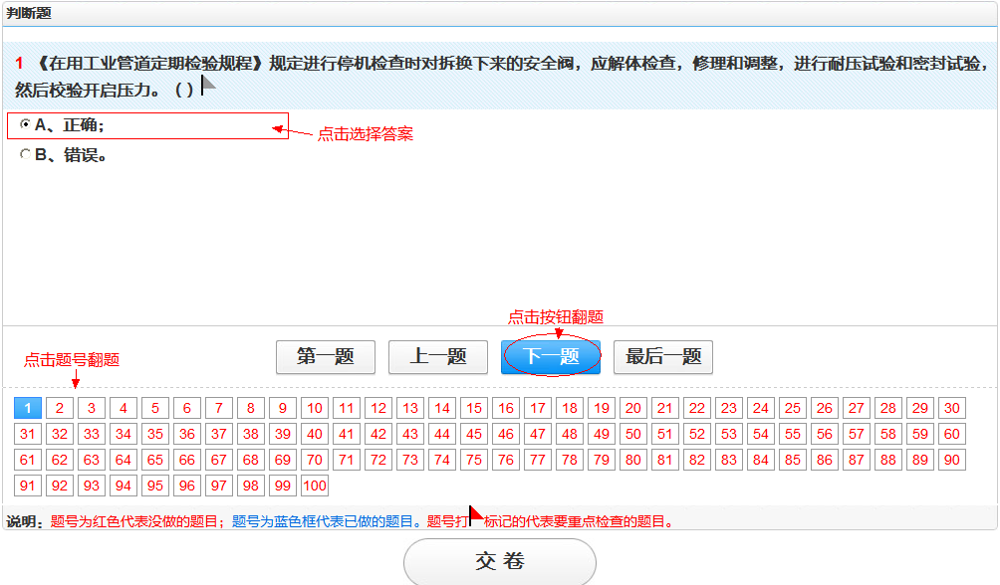 判断题
1 《在用工业管道定期检验规程》规定进行停机检查时对折换下来的安全阀，应解体检查，修理和调整，进行耐压试验和密封试验，
然后校验开启压力。（ ）
A、正确；
点击选择答案
B、错误。
点击按钮翻题
第一题 上一题 下一题 最后一题
点击题号翻题
1 2 3 4 5 6 7 8 9 10 11 12 13 14 15 16 17 18 19 20 21 22 23 24 25 26 27 28 29 30
31 32 33 34 35 36 37 38 39 40 41 42 43 44 45 46 47 48 49 50 51 52 53 54 55 56 57 58 59 60
61 62 63 64 65 66 67 68 69 70 71 72 73 74 75 76 77 78 79 80 81 82 83 84 85 86 87 88 89 90
91 92 93 94 95 96 97 98 99 100
说明：题号为红色代表没做的题目；题号为蓝色框代表已做的题目。题号打 标记的代表要重点检查的题目。
交 卷